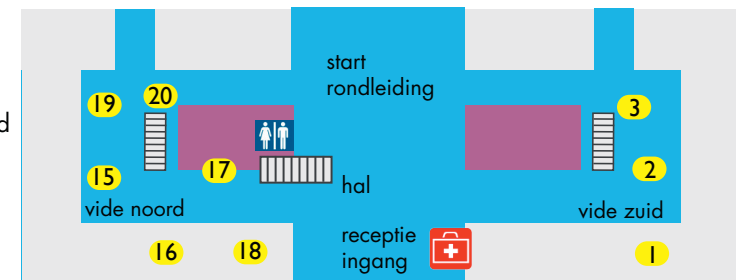 start
rondleiding
19
20
3
d
17
15
2
hal
vide noord
vide zuid
receptie
ingang
16
18
1